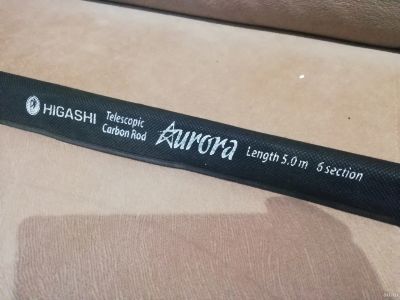 HIGASHI
Telescopic
Carbon Rod
Aurora
Length 5.0 m 6 section